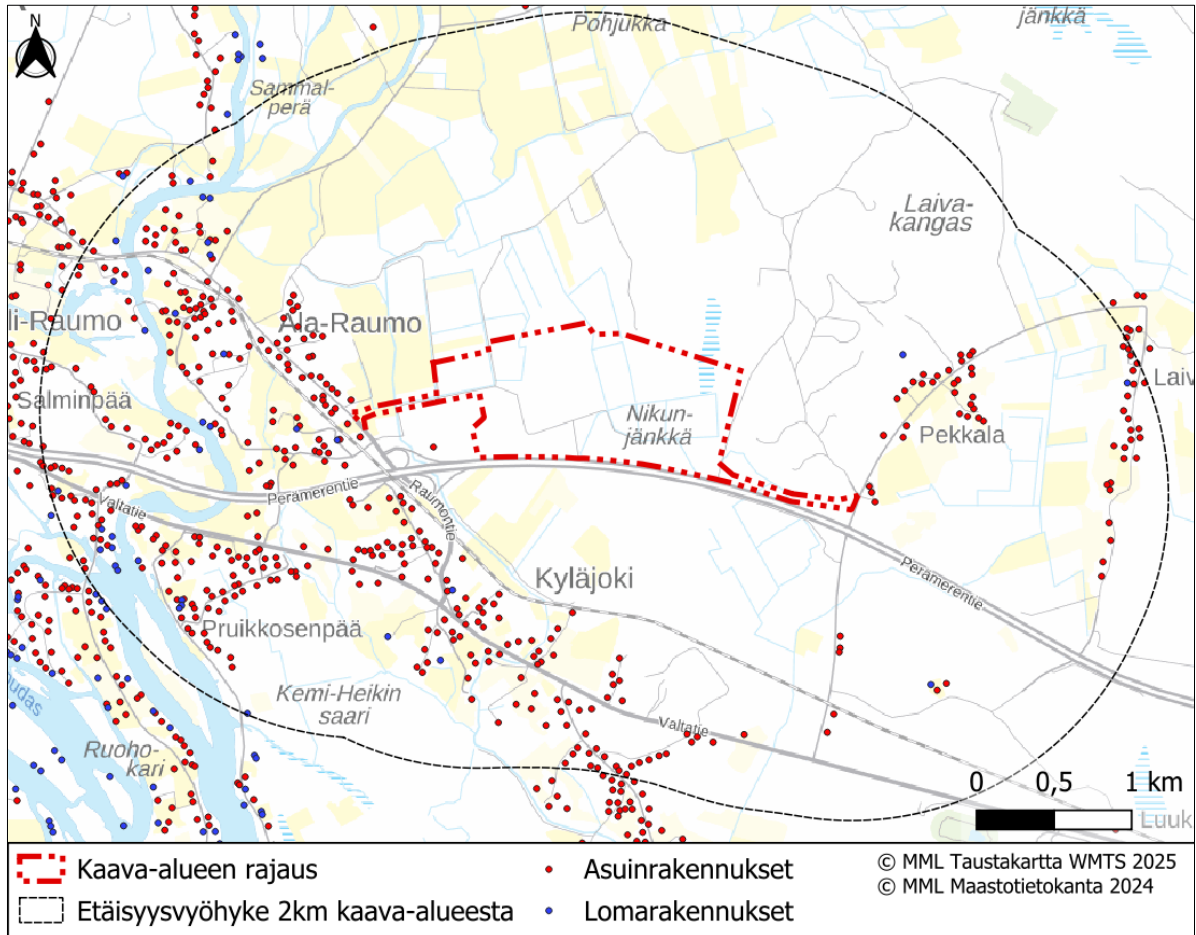 N
Pohjukka
jänkkä
Sammal-
perä
Laiva-
kangas
li-Raumo
Ala-Raumo
Laiv
Salminpää
Nikun-
jänkkä
Pekkala
Perämerentie
Valtatie
Raumontie
Kyläjoki
Perämerentie
Pruikkosenpää
Kemi-Heikin
saari
udas
Ruoho-
kari
Valtatie
0 0,5 1 km
Luuk
Kaava-alueen rajaus
Asuinrakennukset
© MML Taustakartta WMTS 2025
© MML Maastotietokanta 2024
Etäisyysvyöhyke 2km kaava-alueesta
Lomarakennukset